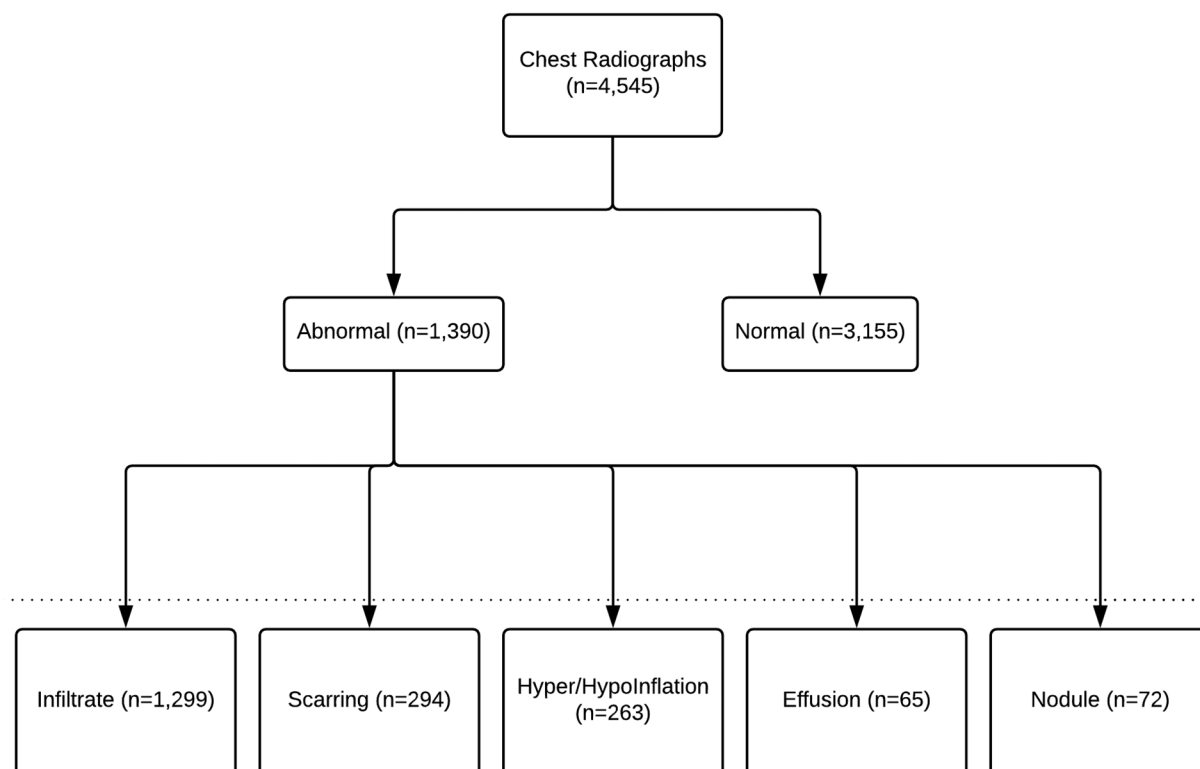 Chest Radiographs
(n=4,545)
Abnormal (n=1,390)
Normal (n=3,155)
Infiltrate (n=1,299)
Scarring (n=294)
Hyper/HypoInflation
(n=263)
Effusion (n=65)
Nodule (n=72)